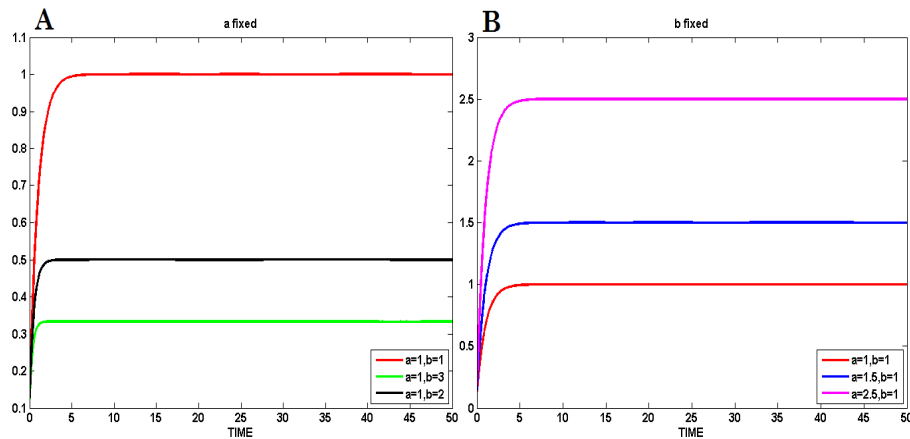 A
a fixed
1.1
1
0.9
0.8
0.7
0.6
0.5
0.4
0.3
0.2
0.1
0 5 10 15 20 25 30 35 40 45 50
TIME
a=1,b=1
a=1,b=3
a=1,b=2
B
b fixed
3
2.5
2
1.5
1
0.5
0
0 5 10 15 20 25 30 35 40 45 50
TIME
a=1,b=1
a=1.5,b=1
a=2.5,b=1